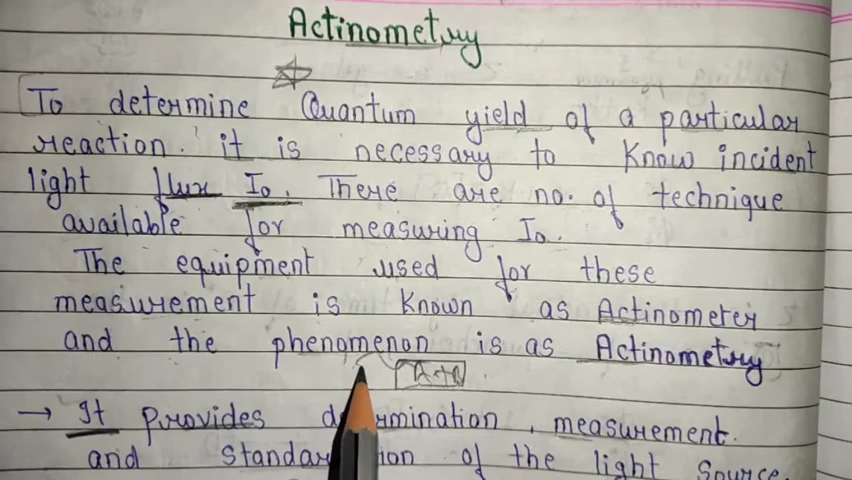 Actinometry
To determine Quantum yield of a particular
reaction. it is necessary to Know incident
light flux Io. There are no. of technique
available for measuring Io.
The equipment used for these
measurement is Known as Actinometer
and the phenomenon is as Actinometry
→ It provides measurement.
and of the light Source.